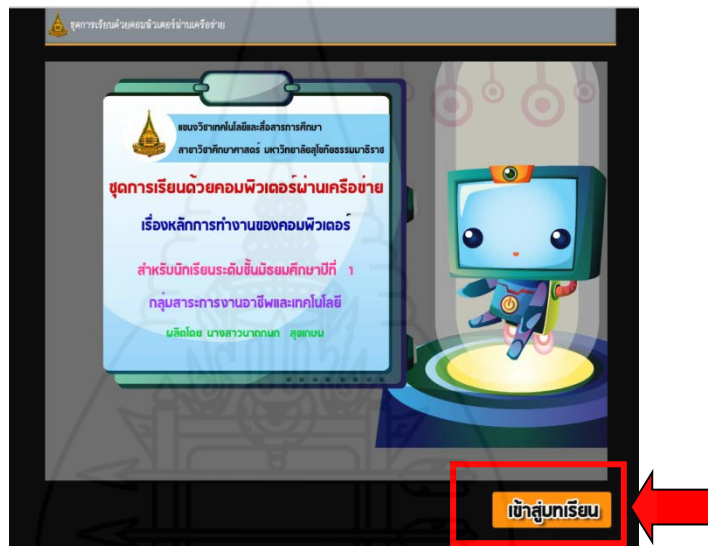 ชุดการเรียนด้วยคอมพิวเตอร์ผ่านเครือข่าย
แขนงวิชาเทคโนโลยีและสื่อสารการศึกษา
สาขาวิชาศึกษาศาสตร์ มหาวิทยาลัยสุโขทัยธรรมาธิราช
ชุดการเรียนด้วยคอมพิวเตอร์ผ่านเครือข่าย
เรื่องหลักการทำงานของคอมพิวเตอร์
สำหรับนักเรียนระดับชั้นมัธยมศึกษาปีที่ 1
กลุ่มสาระการงานอาชีพและเทคโนโลยี
ผลิตโดย นางสาวนาถกนก สุขเกษม
เข้าสู่บทเรียน